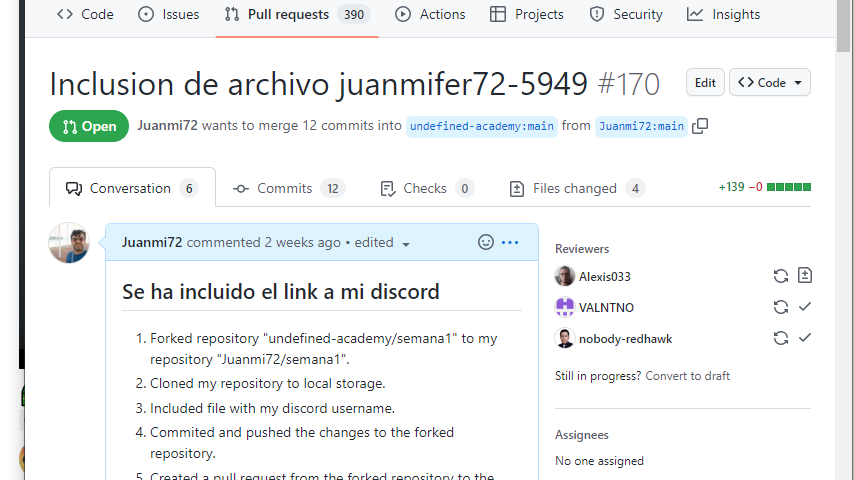 Code Issues Pull requests 390 Actions Projects Security Insights
Inclusion de archivo juanmifer72-5949 #170
Edit Code
Open Juanmi72 wants to merge 12 commits into undefined-academy:main from Juanmi72:main
Conversation 6 Commits 12 Checks 0 Files changed 4 +139 −0
Juanmi72 commented 2 weeks ago • edited
Se ha incluido el link a mi discord
1. Forked repository "undefined-academy/semana1" to my
repository "Juanmi72/semana1".
2. Cloned my repository to local storage.
3. Included file with my discord username.
4. Commited and pushed the changes to the forked
repository.
5. Created a pull request from the forked repository to the
Reviewers
Alexis033
VALNTNO
nobody-redhawk
Still in progress? Convert to draft
Assignees
No one assigned